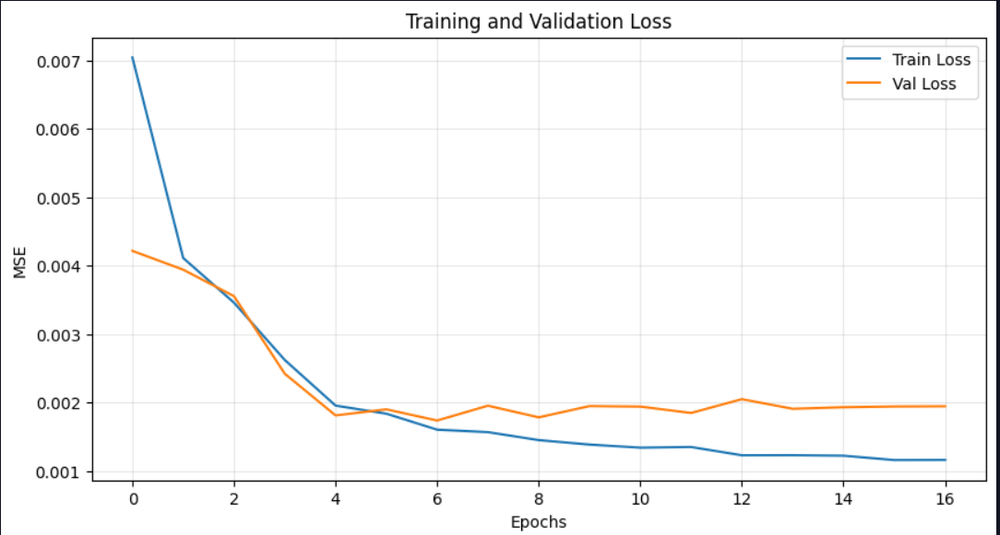 Training and Validation Loss
Train Loss
Val Loss
0.007
0.006
0.005
0.004
0.003
0.002
0.001
MSE
0 2 4 6 8 10 12 14 16
Epochs